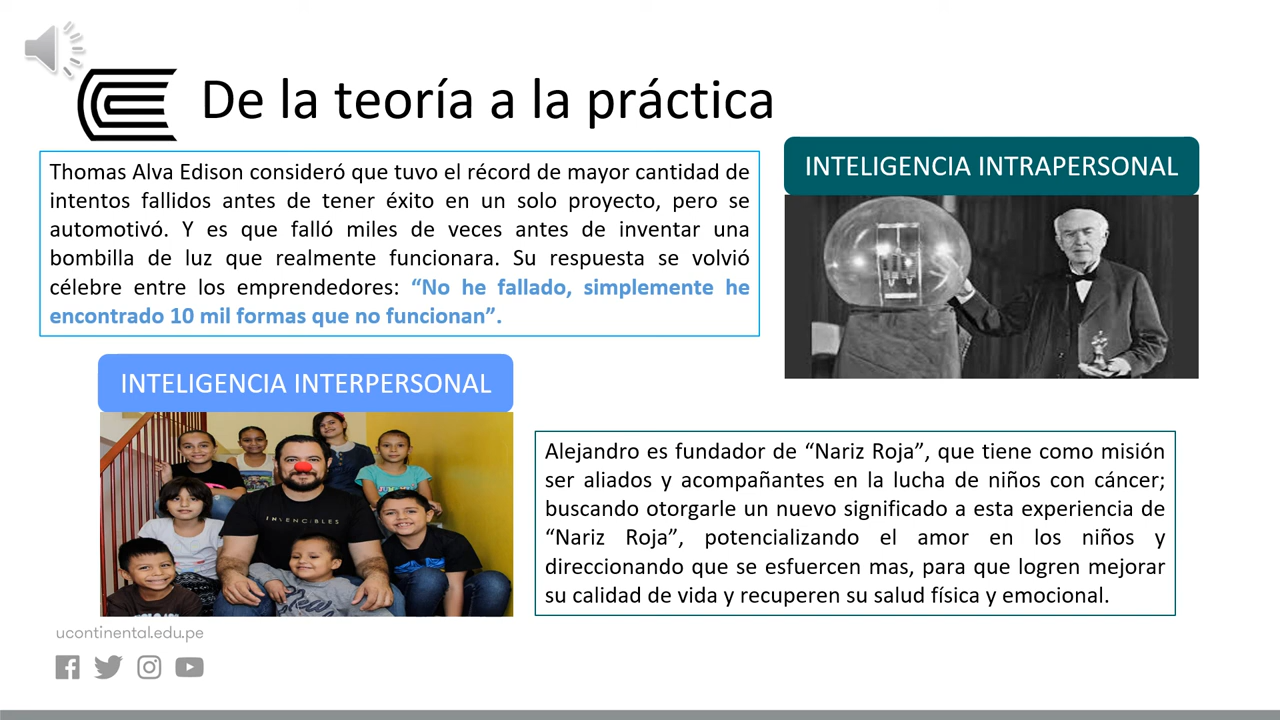 De la teoría a la práctica
Thomas Alva Edison consideró que tuvo el récord de mayor cantidad de
intentos fallidos antes de tener éxito en un solo proyecto, pero se
automotivó. Y es que falló miles de veces antes de inventar una
bombilla de luz que realmente funcionara. Su respuesta se volvió
célebre entre los emprendedores: “No he fallado, simplemente he
encontrado 10 mil formas que no funcionan”.
INTELIGENCIA INTRAPERSONAL
INTELIGENCIA INTERPERSONAL
INVENCIBLES
Alejandro es fundador de “Nariz Roja”, que tiene como misión
ser aliados y acompañantes en la lucha de niños con cáncer;
buscando otorgarle un nuevo significado a esta experiencia de
“Nariz Roja”, potencializando el amor en los niños y
direccionando que se esfuercen mas, para que logren mejorar
su calidad de vida y recuperen su salud física y emocional.
ucontinental.edu.pe